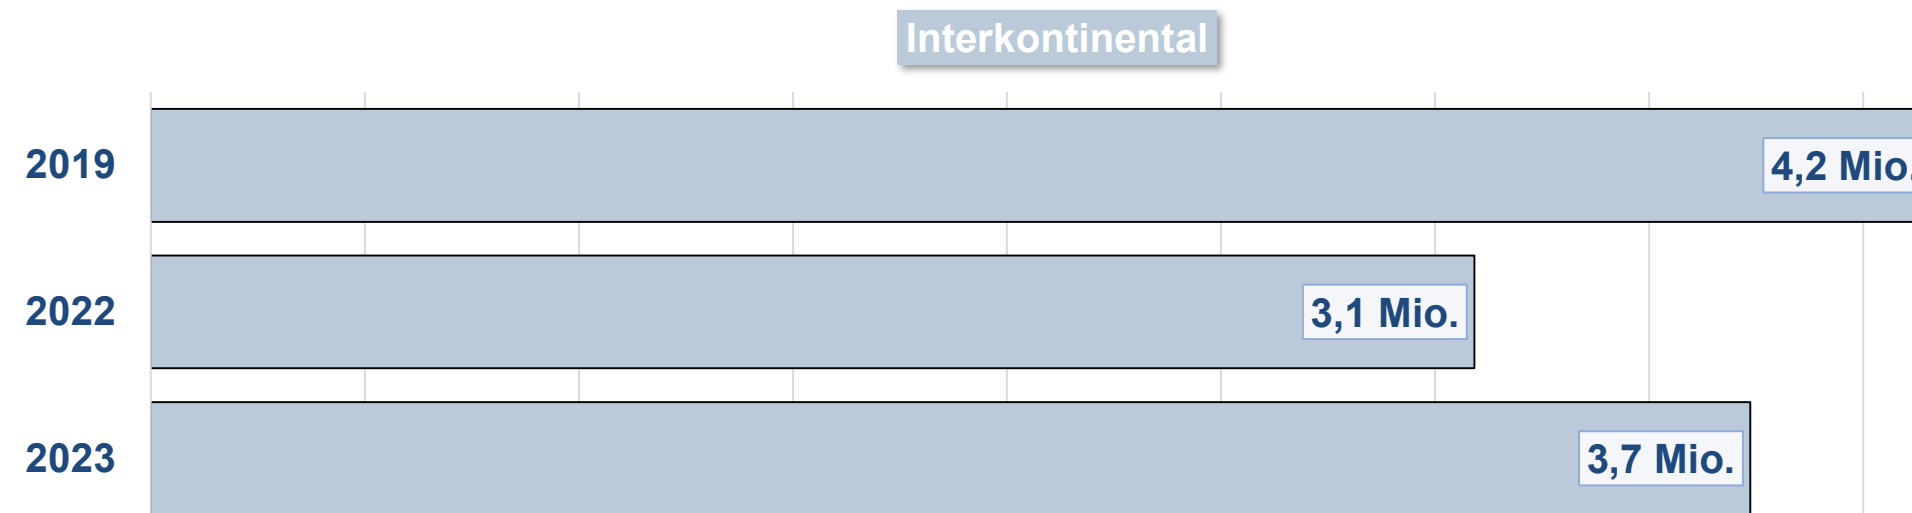 Interkontinental
2019 4,2 Mio.
2022 3,1 Mio.
2023 3,7 Mio.